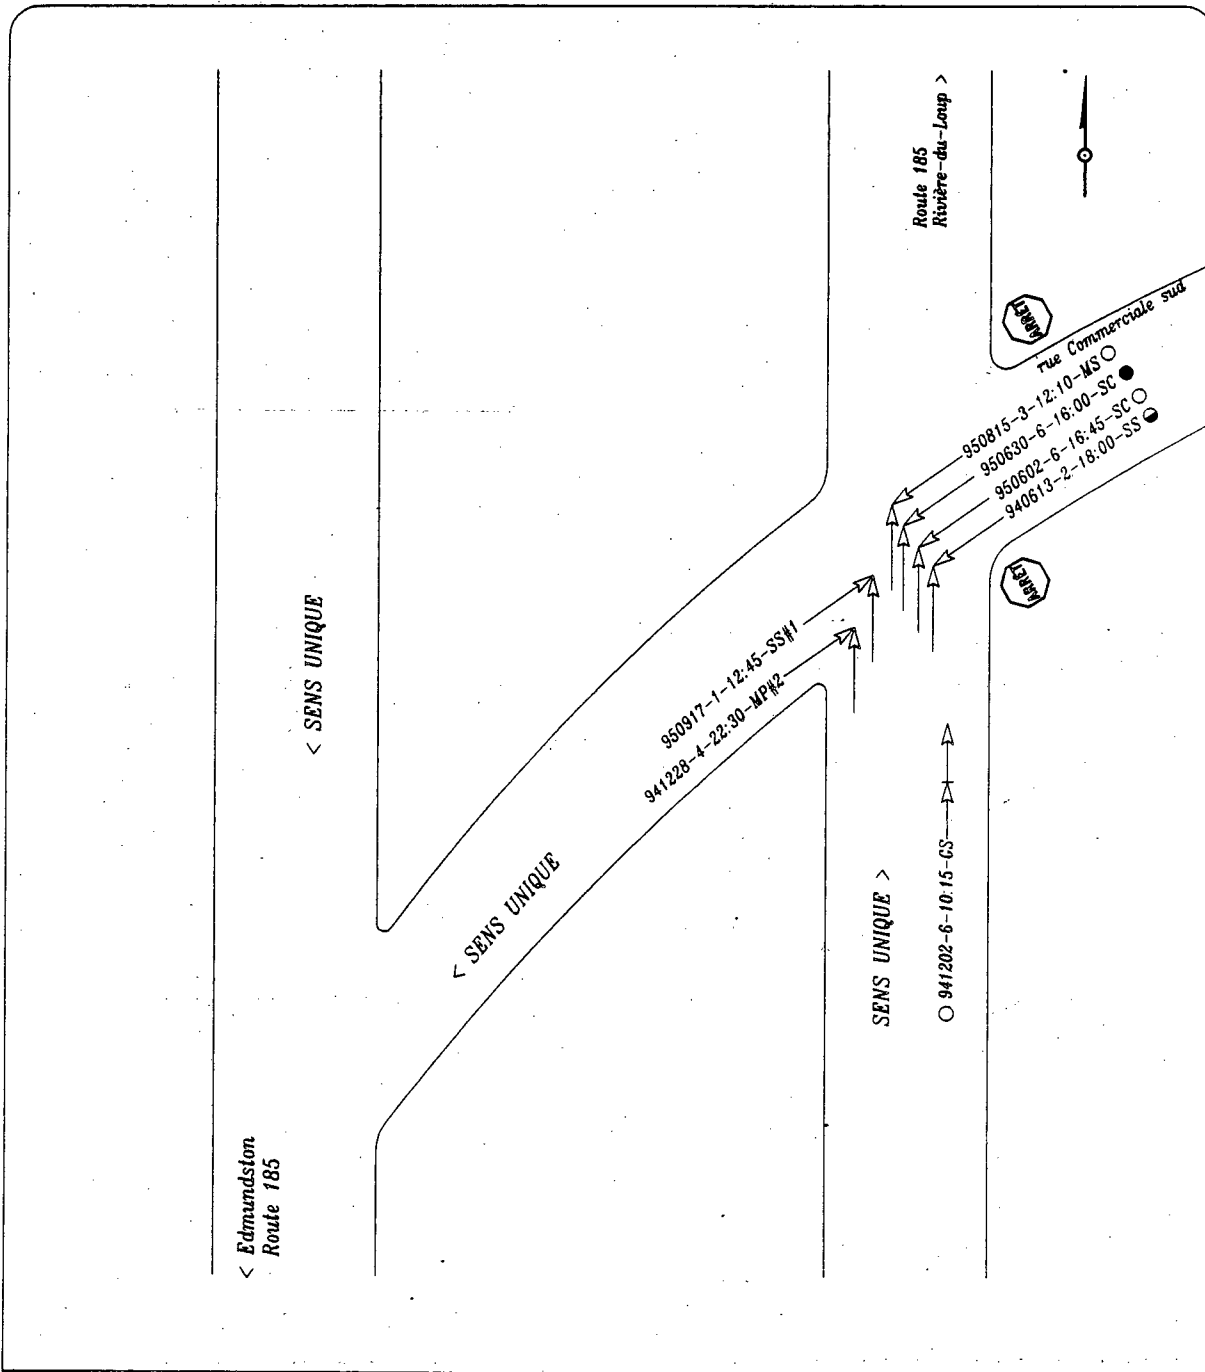 Route 185
Rivière-du-Loup >
ARRÊT
rue Commerciale sud
950815-3-12:10-MS
950630-6-16:00-SC
950602-6-16:45-SC
940613-2-18:00-SS
ARRÊT
< SENS UNIQUE
950917-1-12:45-SS#1
941228-4-22:30-MP#2
< SENS UNIQUE
SENS UNIQUE >
941202-6-10:15-CS
< Edmundston
Route 185